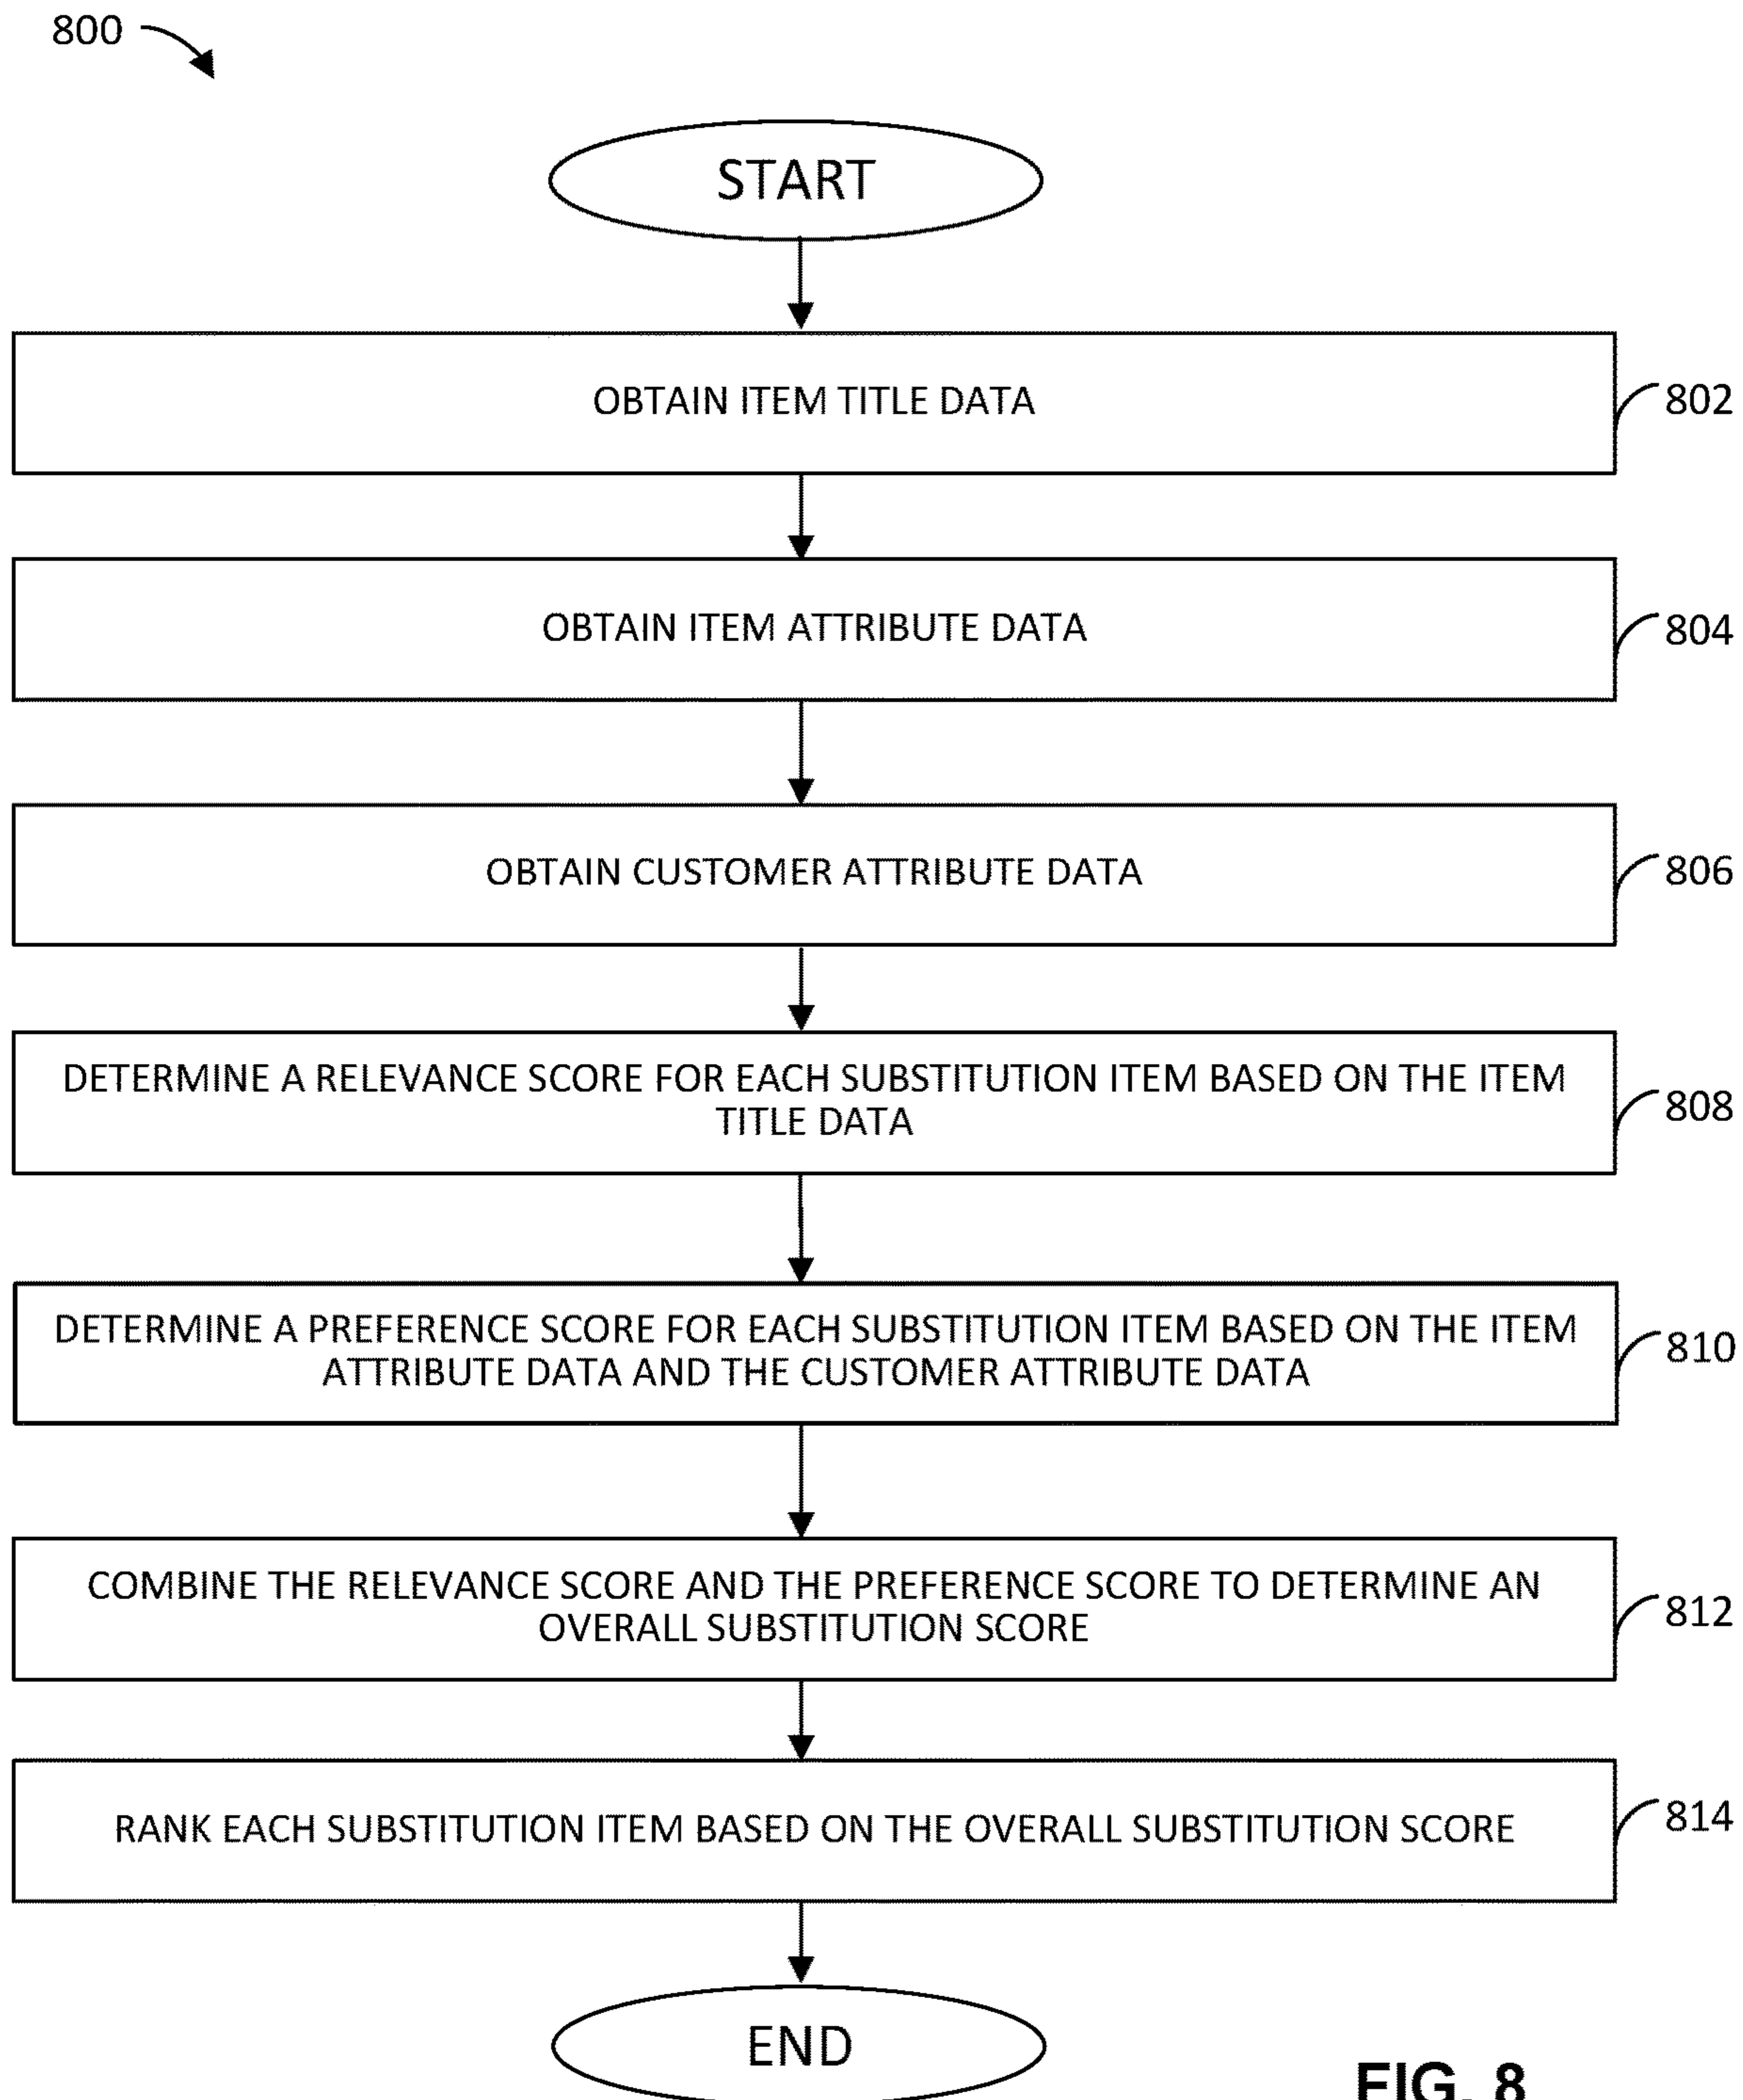 800
START
OBTAIN ITEM TITLE DATA
802
OBTAIN ITEM ATTRIBUTE DATA
804
OBTAIN CUSTOMER ATTRIBUTE DATA
806
DETERMINE A RELEVANCE SCORE FOR EACH SUBSTITUTION ITEM BASED ON THE ITEM
TITLE DATA
808
DETERMINE A PREFERENCE SCORE FOR EACH SUBSTITUTION ITEM BASED ON THE ITEM
ATTRIBUTE DATA AND THE CUSTOMER ATTRIBUTE DATA
810
COMBINE THE RELEVANCE SCORE AND THE PREFERENCE SCORE TO DETERMINE AN
OVERALL SUBSTITUTION SCORE
812
RANK EACH SUBSTITUTION ITEM BASED ON THE OVERALL SUBSTITUTION SCORE
814
END
FIG. 8